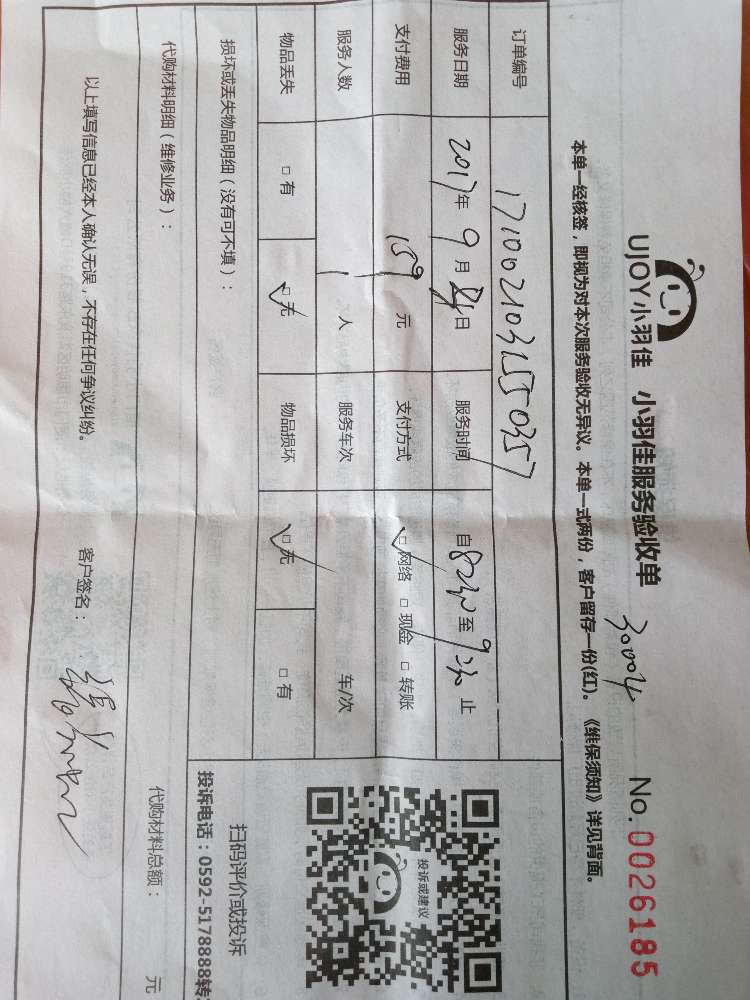 UJOY小羽佳 小羽佳服务验收单 30004 No.0026185
本单一经核签，即视为对本次服务验收无异议。本单一式两份，客户留存一份(红)。《维保须知》详见背面。
订单编号 1710021031550357
服务日期 2017年9月日 服务时间 自8:30至9:30止
支付费用 159元 支付方式 □网络 □现金 □转账
服务人数 1人 服务车次 车/次
物品丢失 □有 □无 物品损坏 □无 □有
损坏或丢失物品明细（没有可不填）：
代购材料明细（维修业务）：
代购材料总额： 元
以上填写信息已经本人确认无误，不存在任何争议纠纷。 客户签名：
投诉或建议
扫码评价或投诉
投诉电话：0592-5178888转